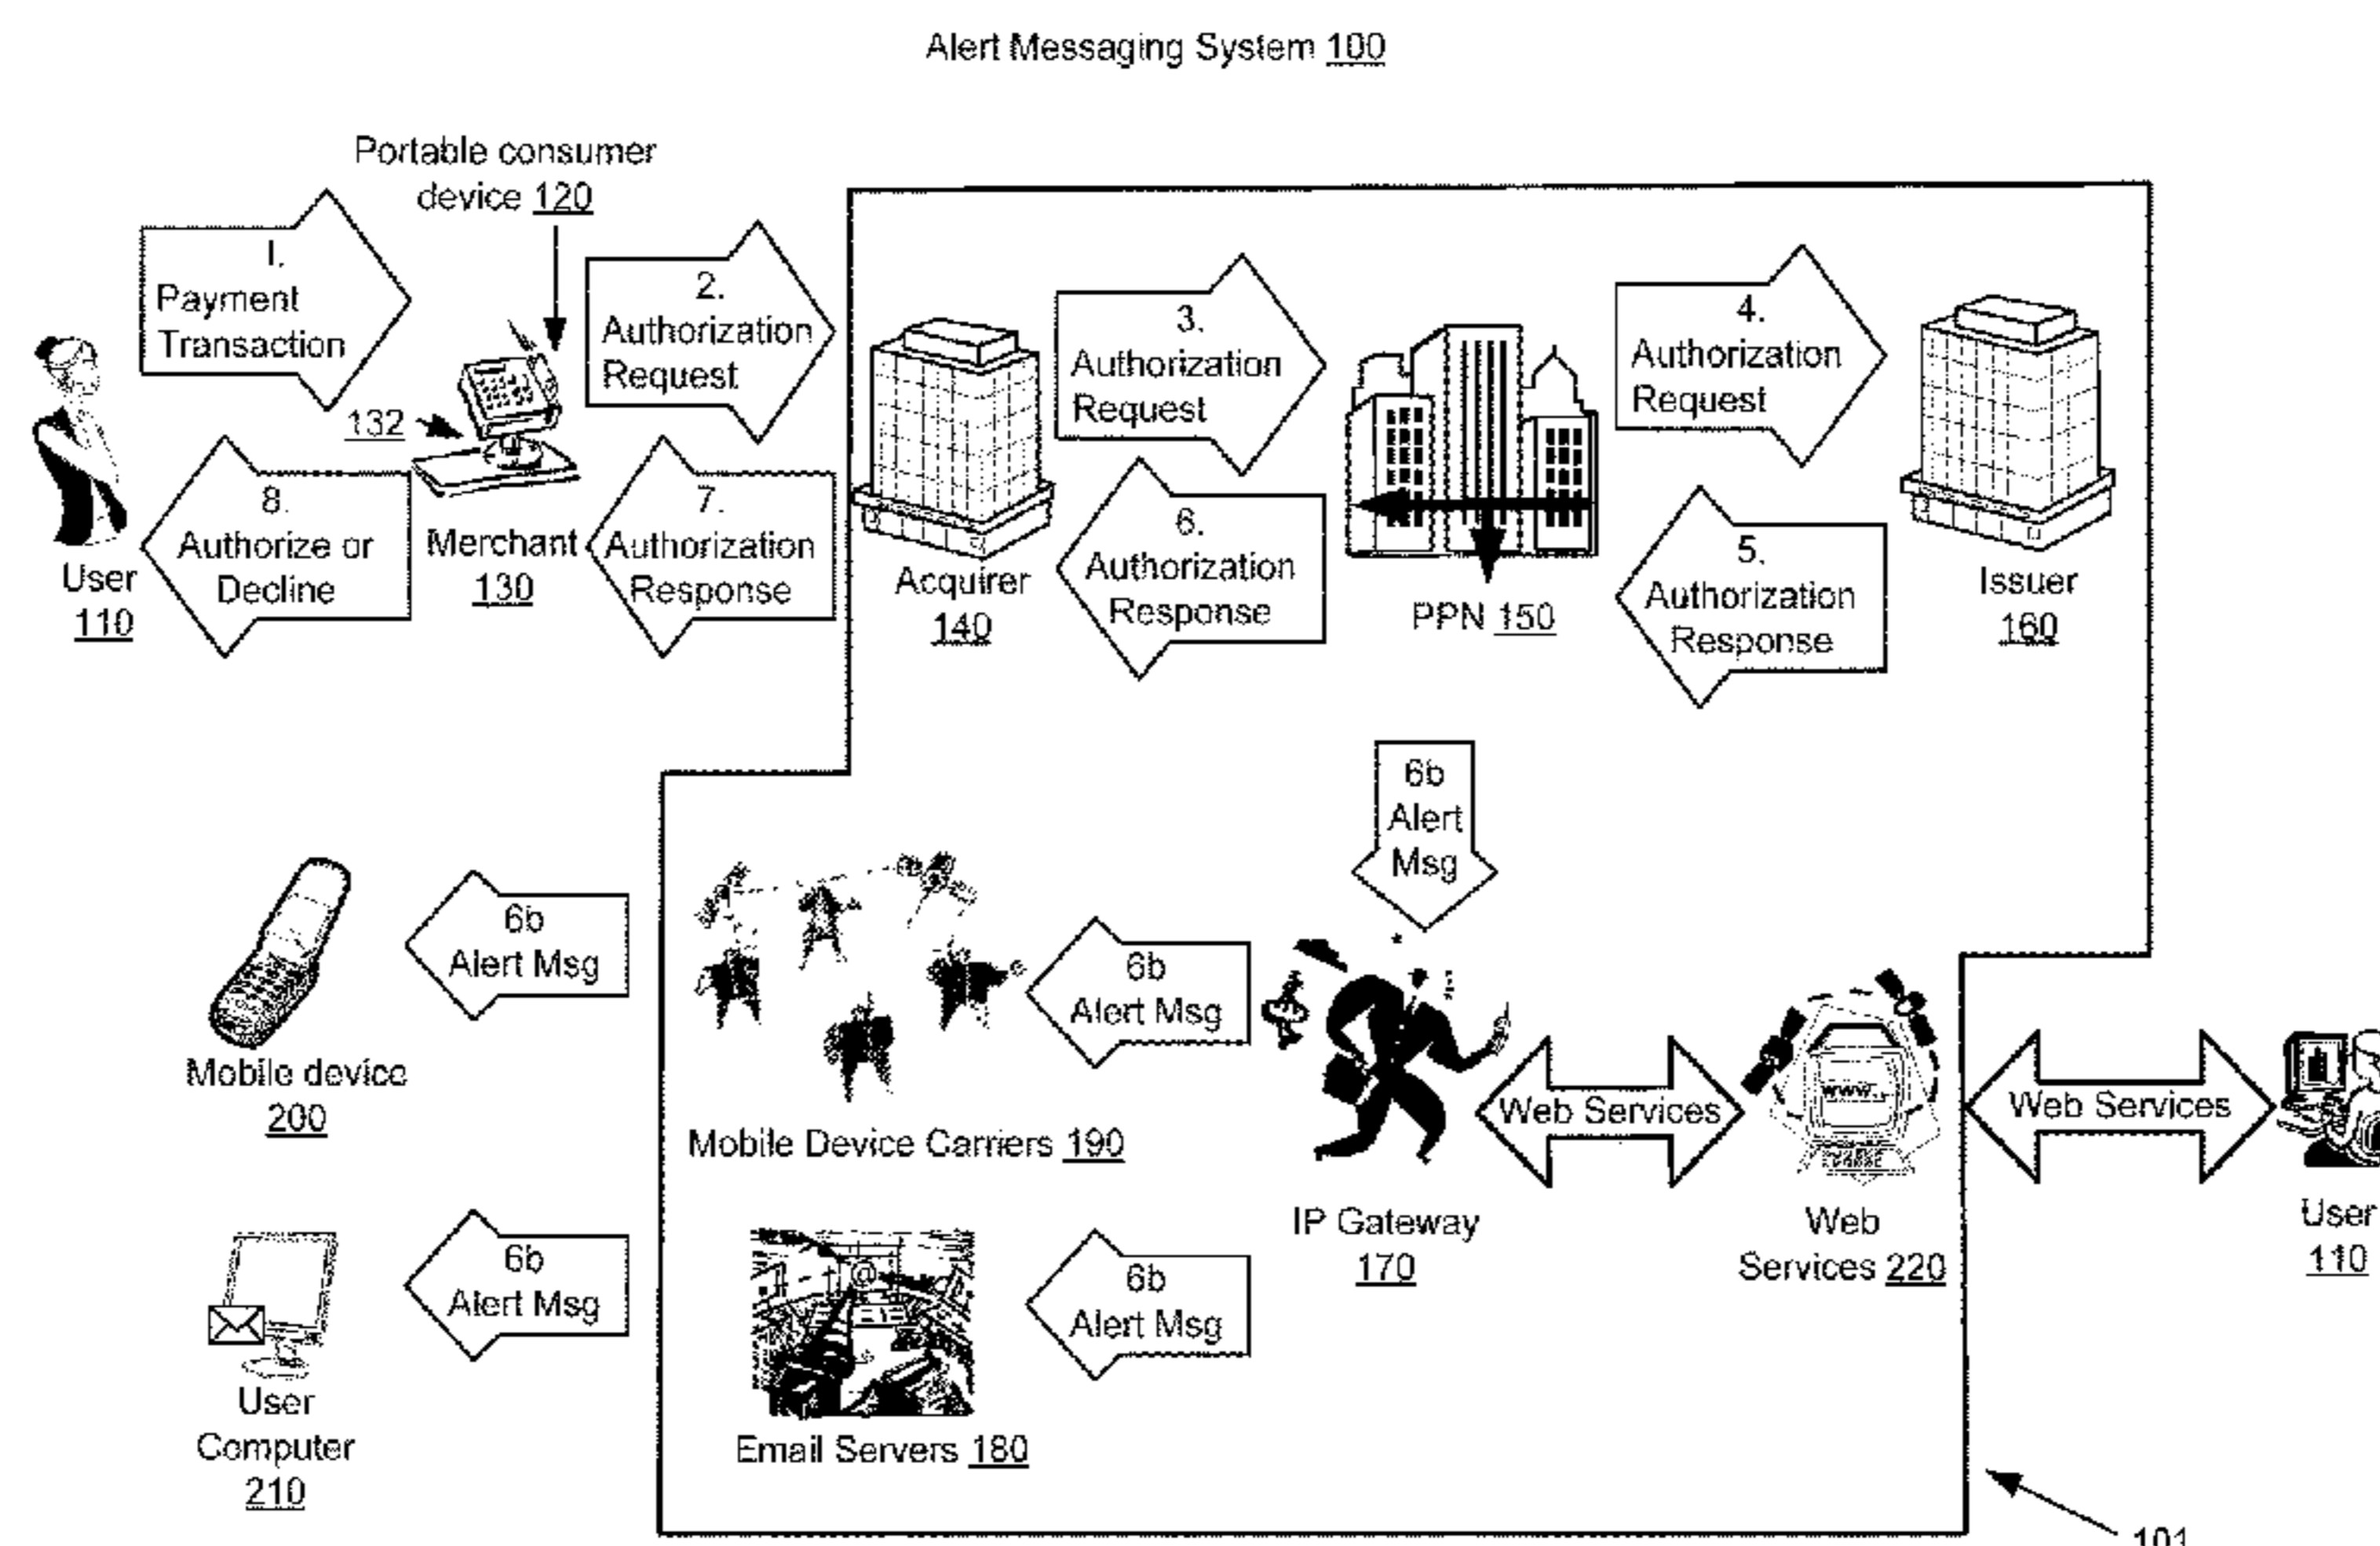 Alert Messaging System 100
Portable consumer
device 120
1.
Payment
Transaction
2.
Authorization
Request
3.
Authorization
Request
4.
Authorization
Request
132
8.
Authorize or
Decline
7.
Authorization
Response
6.
Authorization
Response
5.
Authorization
Response
User
110
Merchant
130
Acquirer
140
PPN 150
Issuer
160
6b
Alert
Msg
6b
Alert Msg
6b
Alert Msg
Mobile device
200
Mobile Device Carriers 190
Web Services
www.
Web Services
IP Gateway
170
Web
Services 220
User
110
6b
Alert Msg
@
6b
Alert Msg
User
Computer
210
Email Servers 180
101